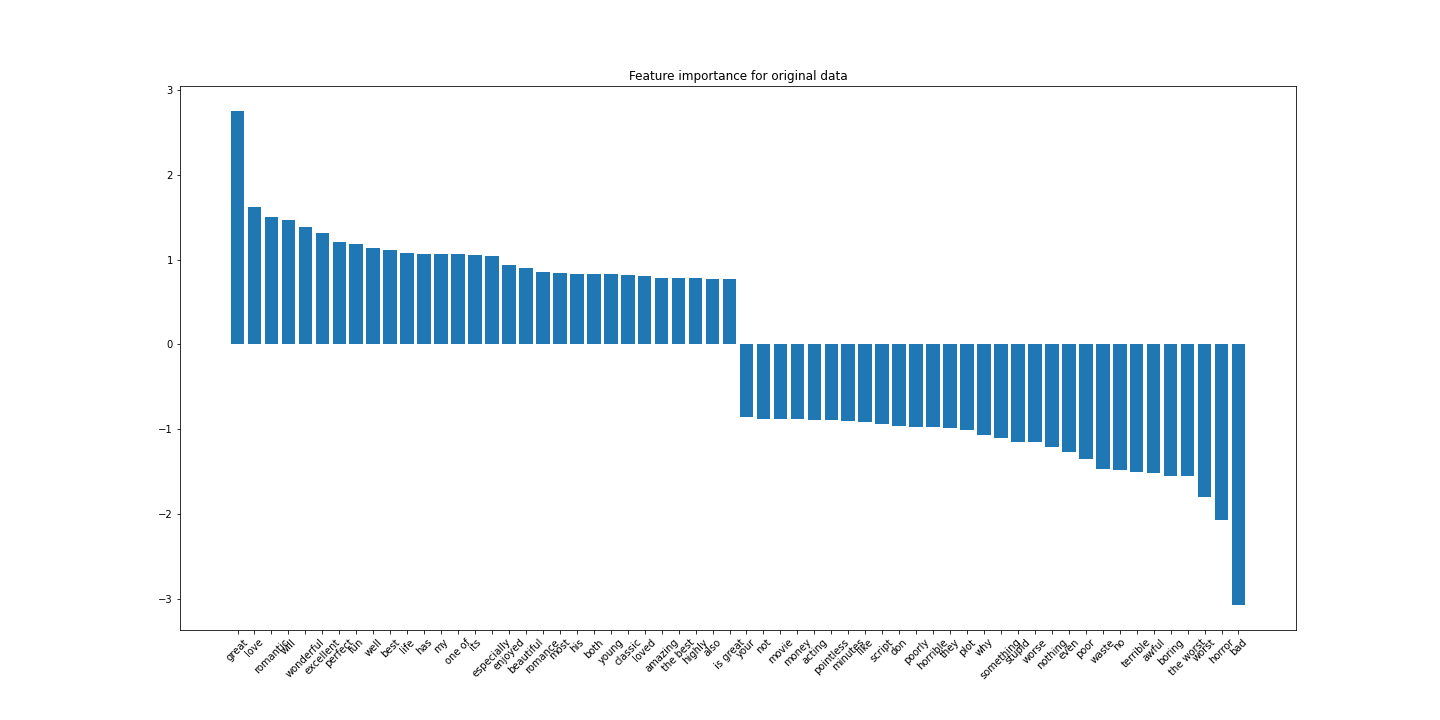 Feature importance for original data
3
2
1
0
−1
−2
−3
great
love
romantic
will
wonderful
excellent
perfect
fun
well
best
life
has
my
one of
its
especially
enjoyed
beautiful
romance
most
his
both
young
classic
loved
amazing
the best
highly
also
is great
your
not
movie
money
acting
pointless
minutes
like
script
don
poorly
horrible
they
plot
why
something
stupid
worse
nothing
even
poor
waste
no
terrible
awful
boring
the worst
worst
horror
bad